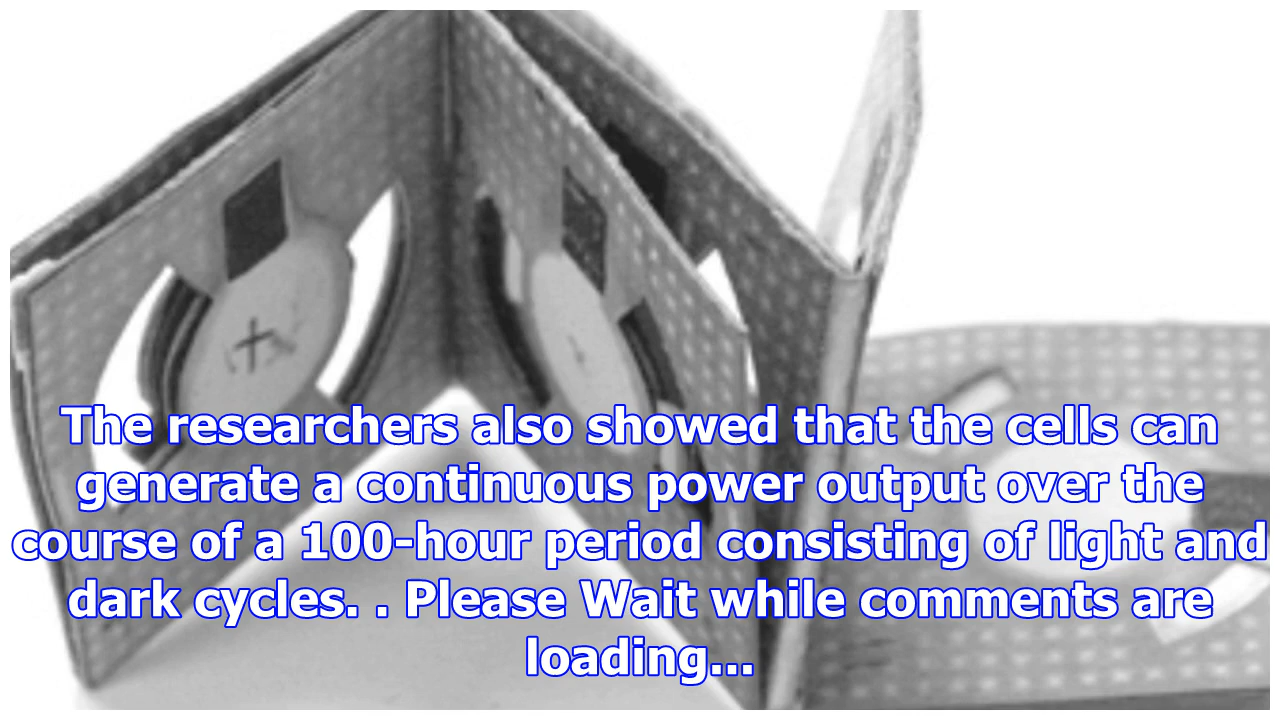 The researchers also showed that the cells can
generate a continuous power output over the
course of a 100-hour period consisting of light and
dark cycles. . Please Wait while comments are
loading...